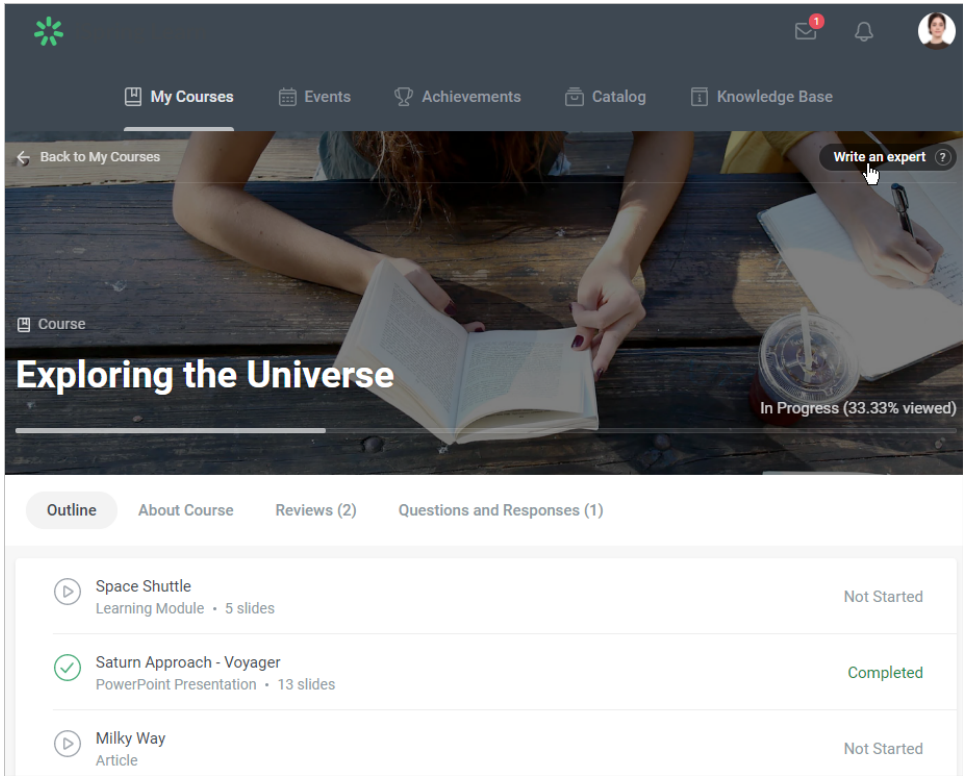 1
My Courses
Events
Achievements
Catalog
Knowledge Base
Back to My Courses
Write an expert ?
Course
Exploring the Universe
In Progress (33.33% viewed)
Outline
About Course
Reviews (2)
Questions and Responses (1)
Space Shuttle
Learning Module • 5 slides
Not Started
Saturn Approach - Voyager
PowerPoint Presentation • 13 slides
Completed
Milky Way
Article
Not Started